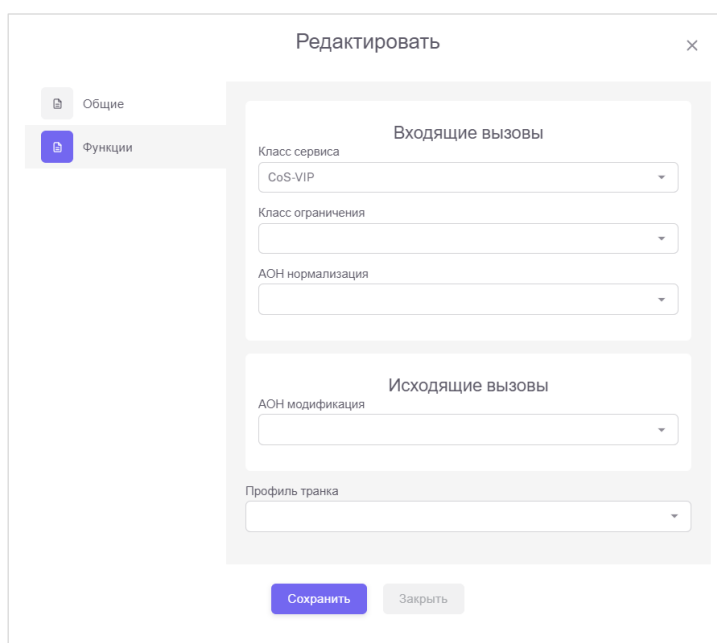 Редактировать
Общие
Функции
Входящие вызовы
Класс сервиса
CoS-VIP
Класс ограничения
АОН нормализация
Исходящие вызовы
АОН модификация
Профиль транка
Сохранить
Закрыть